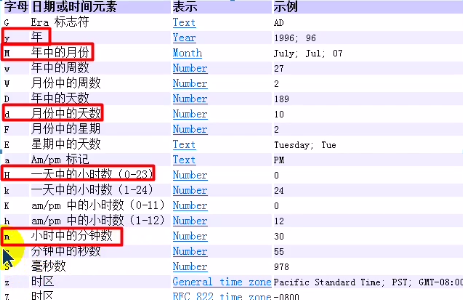 字母 日期或时间元素 表示 示例
G Era 标志符 Text AD
y 年 Year 1996; 96
M 年中的月份 Month July; Jul; 07
w 年中的周数 Number 27
W 月份中的周数 Number 2
D 年中的天数 Number 189
d 月份中的天数 Number 10
F 月份中的星期 Number 2
E 星期中的天数 Text Tuesday; Tue
a Am/pm 标记 Text PM
H 一天中的小时数（0-23） Number 0
k 一天中的小时数（1-24） Number 24
K am/pm 中的小时数（0-11） Number 0
h am/pm 中的小时数（1-12） Number 12
m 小时中的分钟数 Number 30
分钟中的秒数 Number 55
S 毫秒数 Number 978
z 时区 General time zone Pacific Standard Time; PST; GMT-08:00
Z 时区 RFC 822 time zone -0800